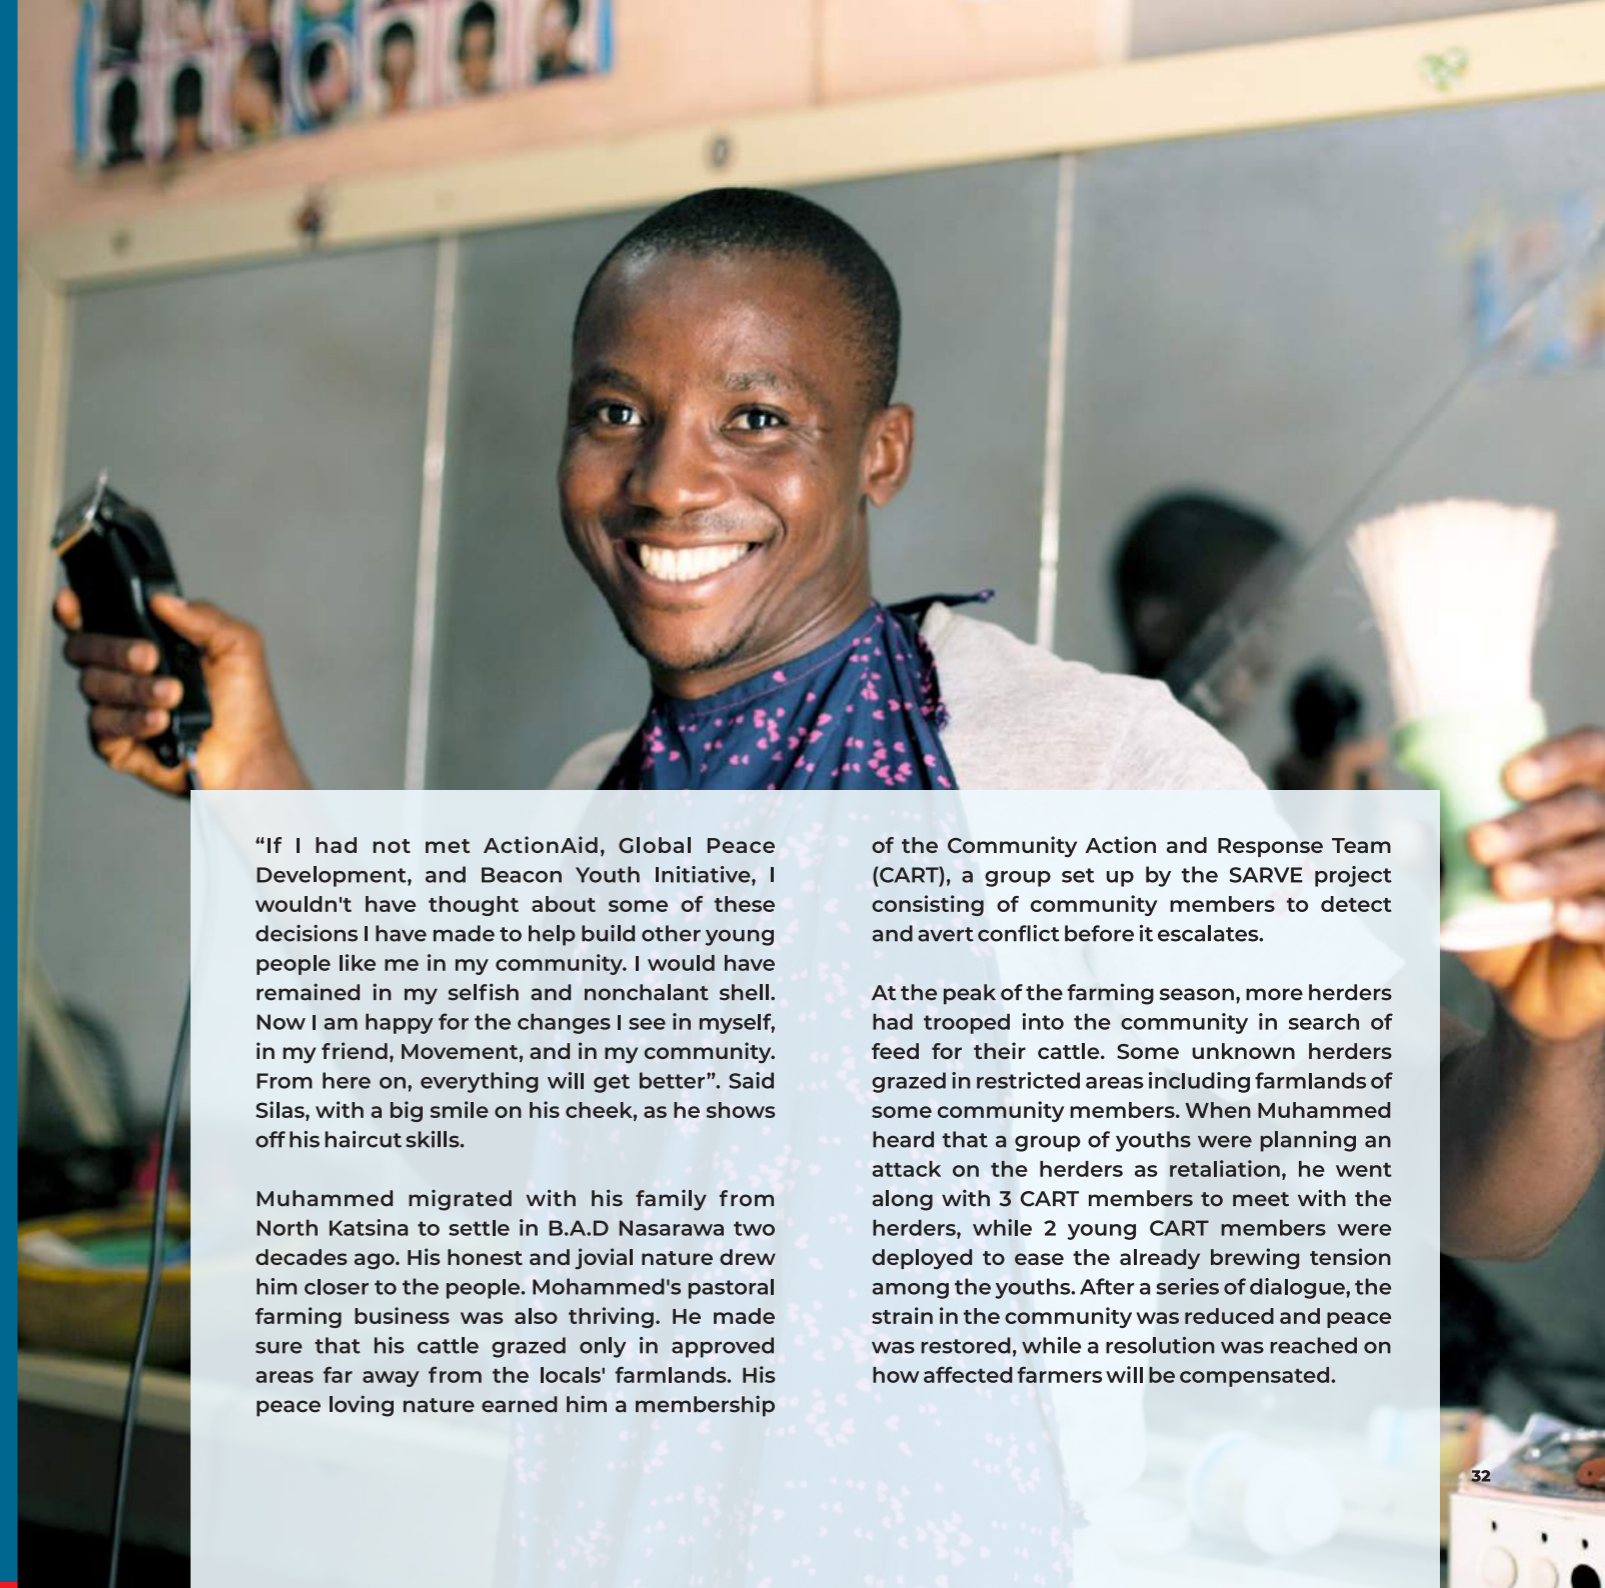 “If I had not met ActionAid, Global Peace
Development, and Beacon Youth Initiative, I
wouldn't have thought about some of these
decisions I have made to help build other young
people like me in my community. I would have
remained in my selfish and nonchalant shell.
Now I am happy for the changes I see in myself,
in my friend, Movement, and in my community.
From here on, everything will get better”. Said
Silas, with a big smile on his cheek, as he shows
off his haircut skills.
Muhammed migrated with his family from
North Katsina to settle in B.A.D Nasarawa two
decades ago. His honest and jovial nature drew
him closer to the people. Mohammed's pastoral
farming business was also thriving. He made
sure that his cattle grazed only in approved
areas far away from the locals' farmlands. His
peace loving nature earned him a membership
of the Community Action and Response Team
(CART), a group set up by the SARVE project
consisting of community members to detect
and avert conflict before it escalates.
At the peak of the farming season, more herders
had trooped into the community in search of
feed for their cattle. Some unknown herders
grazed in restricted areas including farmlands of
some community members. When Muhammed
heard that a group of youths were planning an
attack on the herders as retaliation, he went
along with 3 CART members to meet with the
herders, while 2 young CART members were
deployed to ease the already brewing tension
among the youths. After a series of dialogue, the
strain in the community was reduced and peace
was restored, while a resolution was reached on
how affected farmers will be compensated.
32